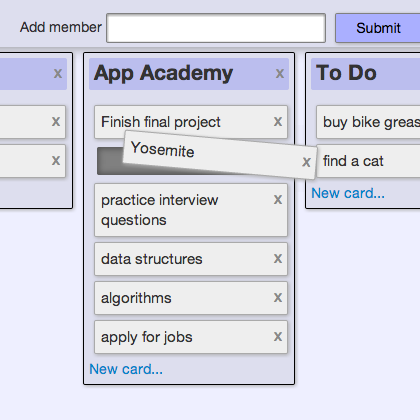 Add member
Submit
x
x
x
App Academy x
Finish final project x
Yosemite x
practice interview x
questions
data structures x
algorithms x
apply for jobs x
New card...
To Do
buy bike greas
find a cat
New card...